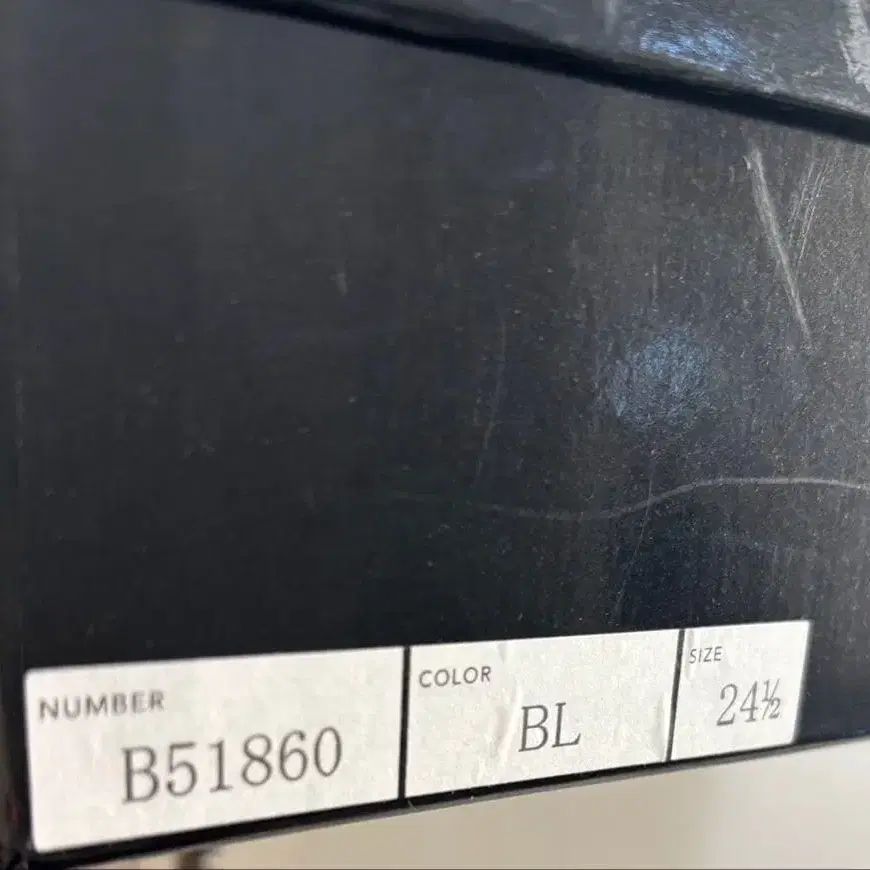 NUMBER
B51860
COLOR
BL
SIZE
24½